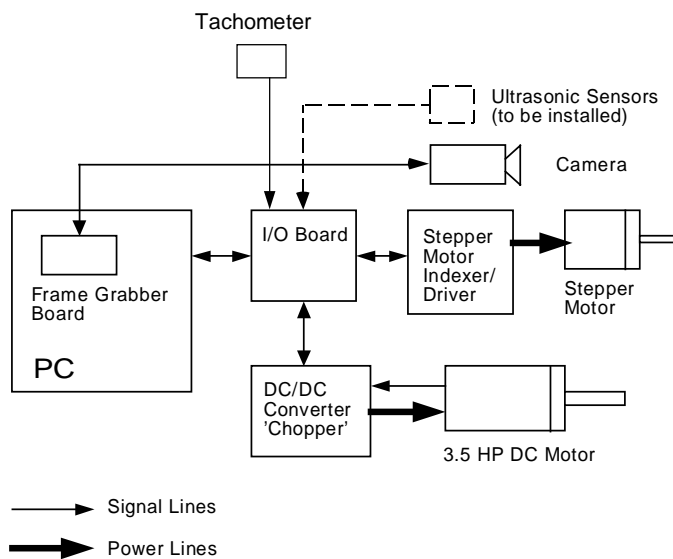 Tachometer
Ultrasonic Sensors
(to be installed)
Camera
I/O Board
Stepper
Motor
Indexer/
Driver
Stepper
Motor
Frame Grabber
Board
PC
DC/DC
Converter
'Chopper'
3.5 HP DC Motor
Signal Lines
Power Lines